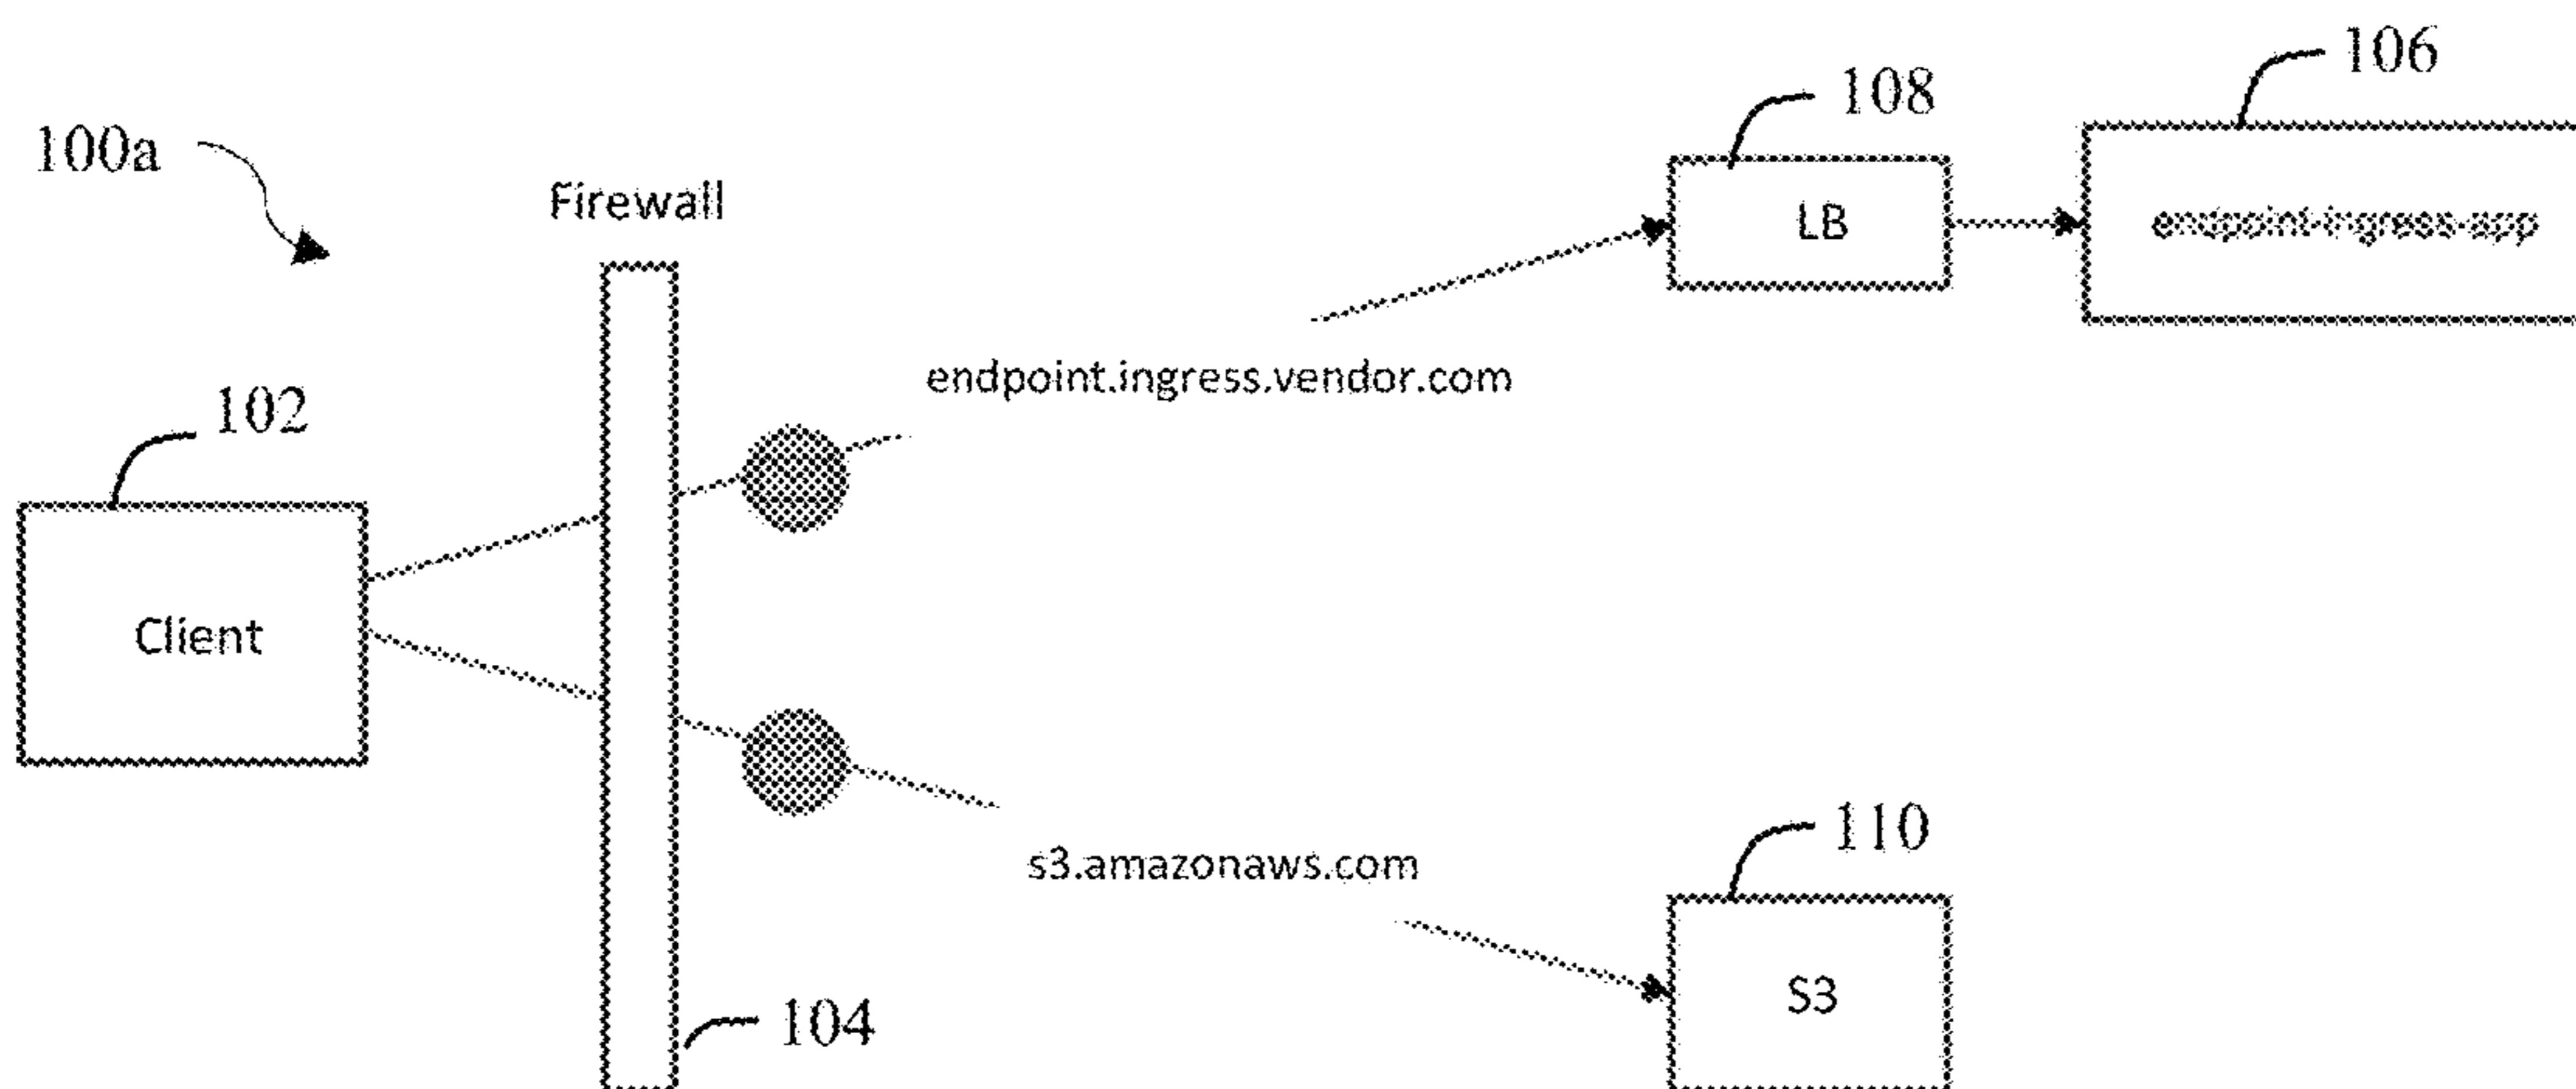 106
108
100a
Firewall
LB
endpoint-ingress-app
endpoint.ingress.vendor.com
102
Client
110
s3.amazonaws.com
S3
104